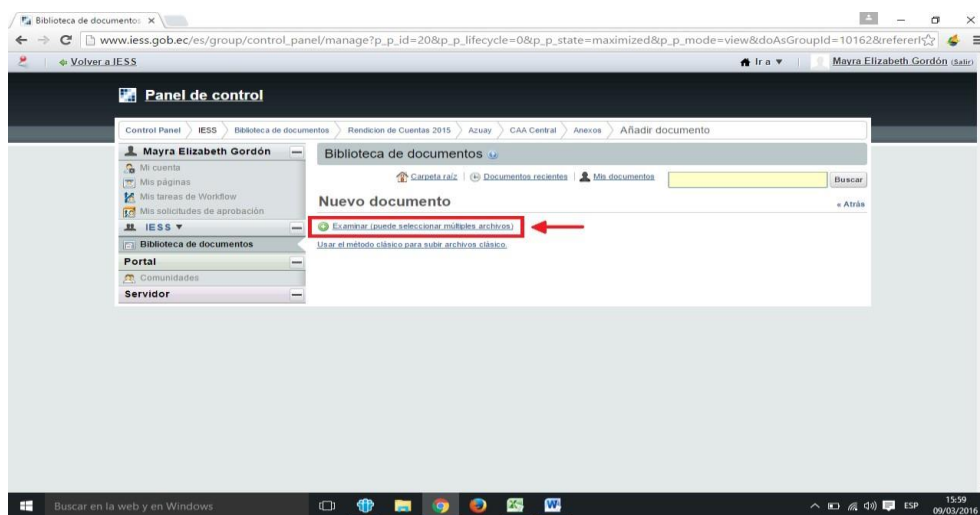 Biblioteca de documentos
www.iess.gob.ec/es/group/control_panel/manage?p_p_id=20&p_p_lifecycle=0&p_p_state=maximized&p_p_mode=view&doAsGroupId=10162&refererI
Volver a IESS
Ir a ▼
Mayra Elizabeth Gordón (Salir)
Panel de control
Control Panel IESS Biblioteca de documentos Rendicion de Cuentas 2015 Azuay CAA Central Anexos Añadir documento
Mayra Elizabeth Gordón
Mi cuenta
Mis páginas
Mis tareas de Workflow
Mis solicitudes de aprobación
IESS ▼
Biblioteca de documentos
Portal
Comunidades
Servidor
Biblioteca de documentos
Carpeta raíz | Documentos recientes | Mis documentos
Buscar
Nuevo documento
« Atrás
Examinar (puede seleccionar múltiples archivos)
Usar el método clásico para subir archivos clásico.
Buscar en la web y en Windows
ESP
15:59
09/03/2016